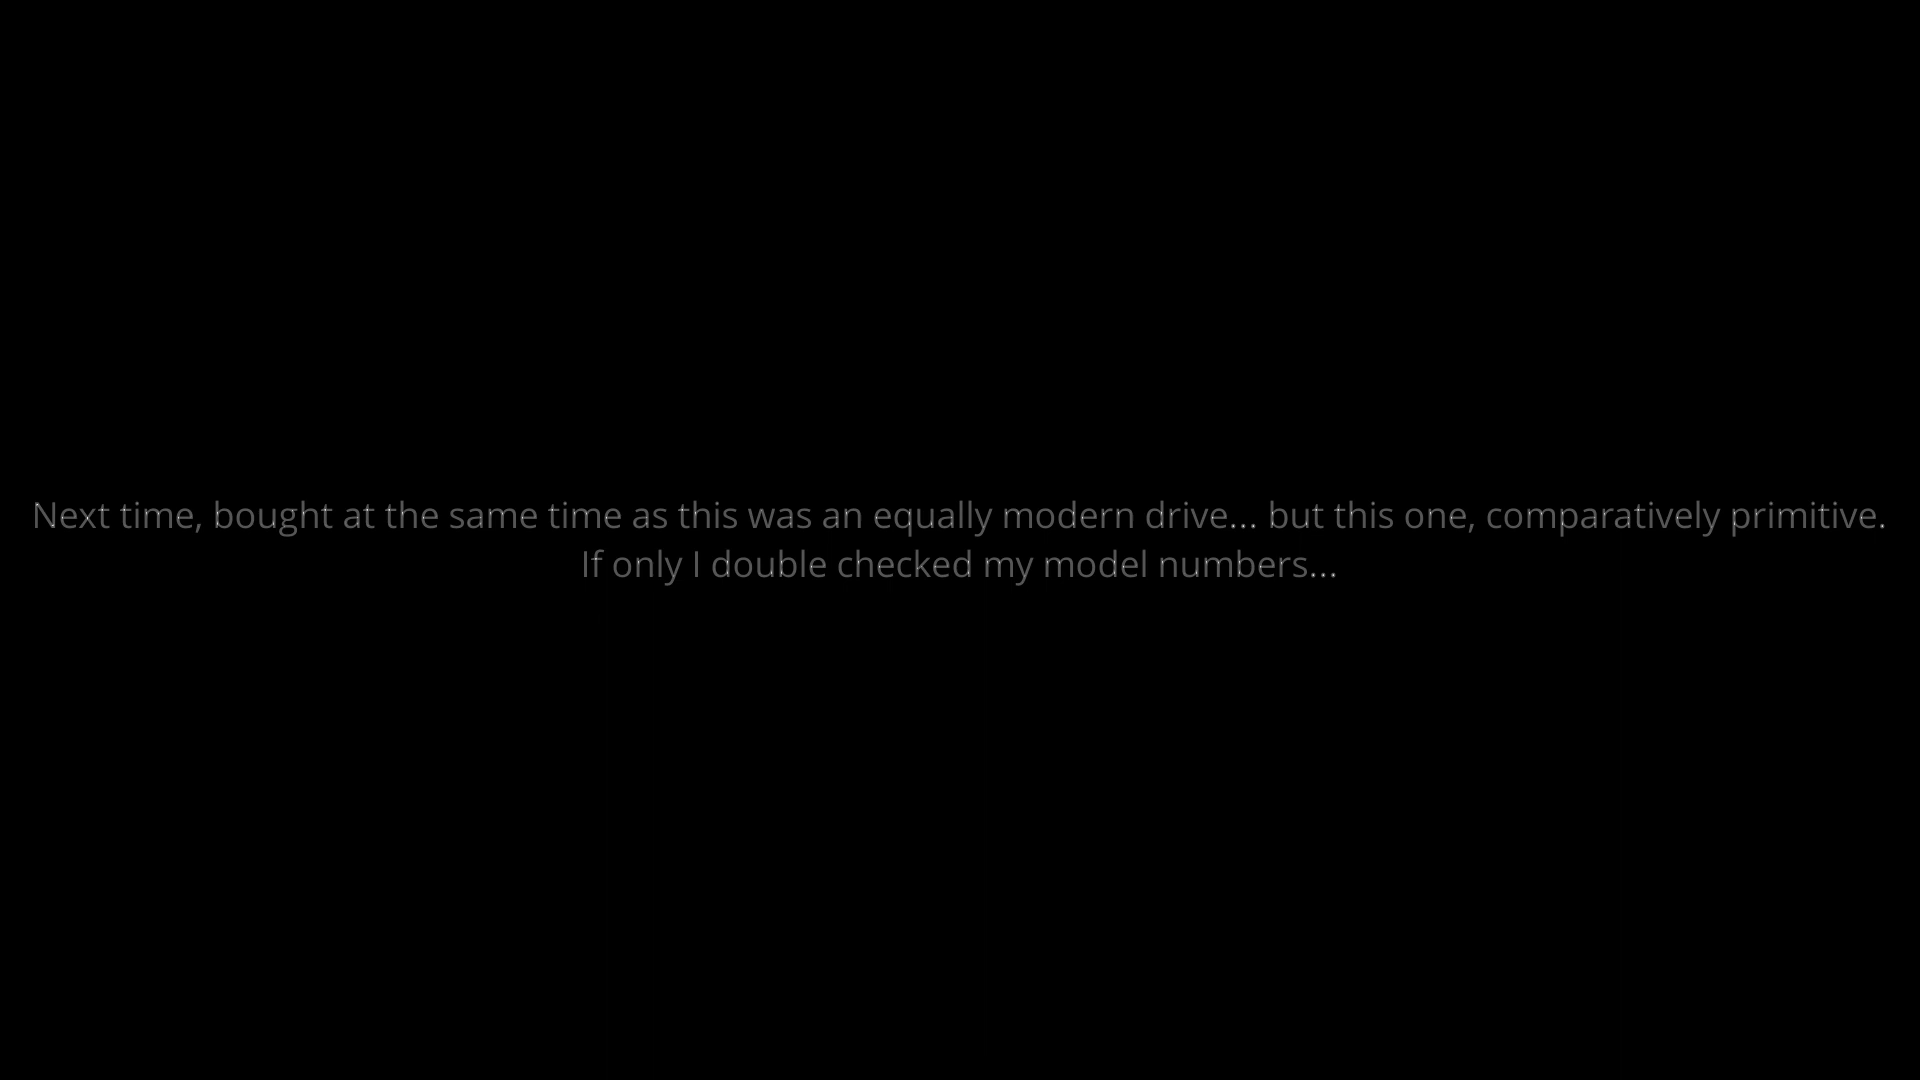 Next time, bought at the same time as this was an equally modern drive... but this one, comparatively primitive.
If only I double checked my model numbers...